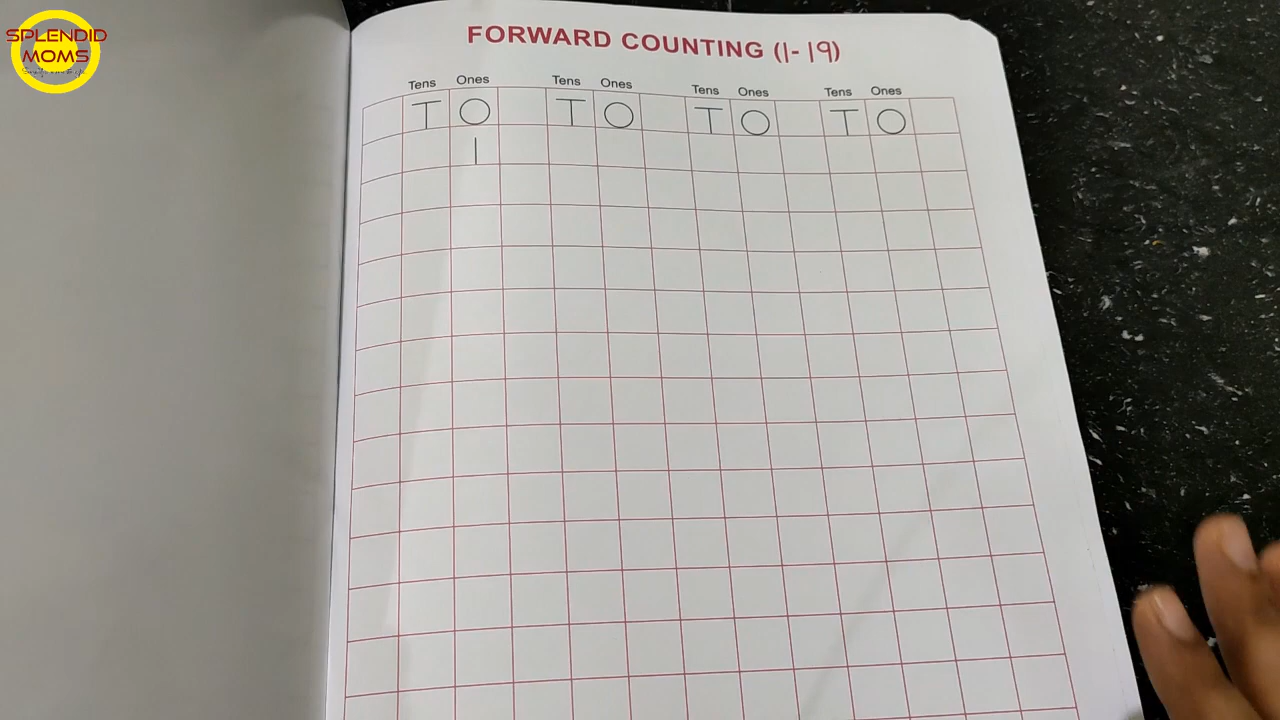 SPLENDID
MOMS
FORWARD COUNTING (1-19)
Tens Ones Tens Ones Tens Ones Tens Ones
T O T O T O T O
1